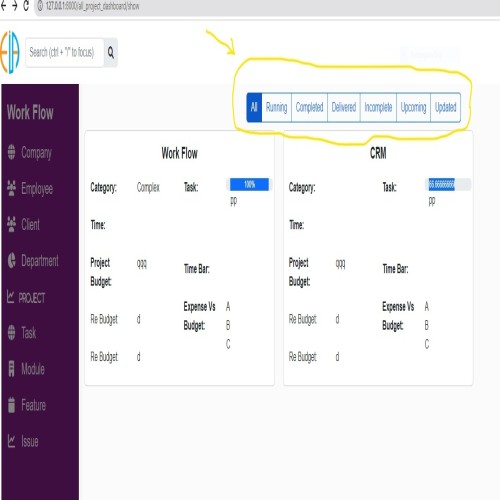 127.0.0.1:8000/all_project_dashboard/show
Search (ctrl + "/" to focus)
All Running Completed Delivered Incomplete Upcoming Updated
Work Flow
Company
Employee
Client
Department
PROJECT
Task
Module
Feature
Issue
Work Flow
Category: Complex Task: 100%
pp
Time:
Project Budget: qqq Time Bar:
Re Budget d Expense Vs Budget: A
B
C
Re Budget d
CRM
Category: Task: 66.66666666
pp
Time:
Project Budget: qqq Time Bar:
Re Budget d Expense Vs Budget: A
B
C
Re Budget d